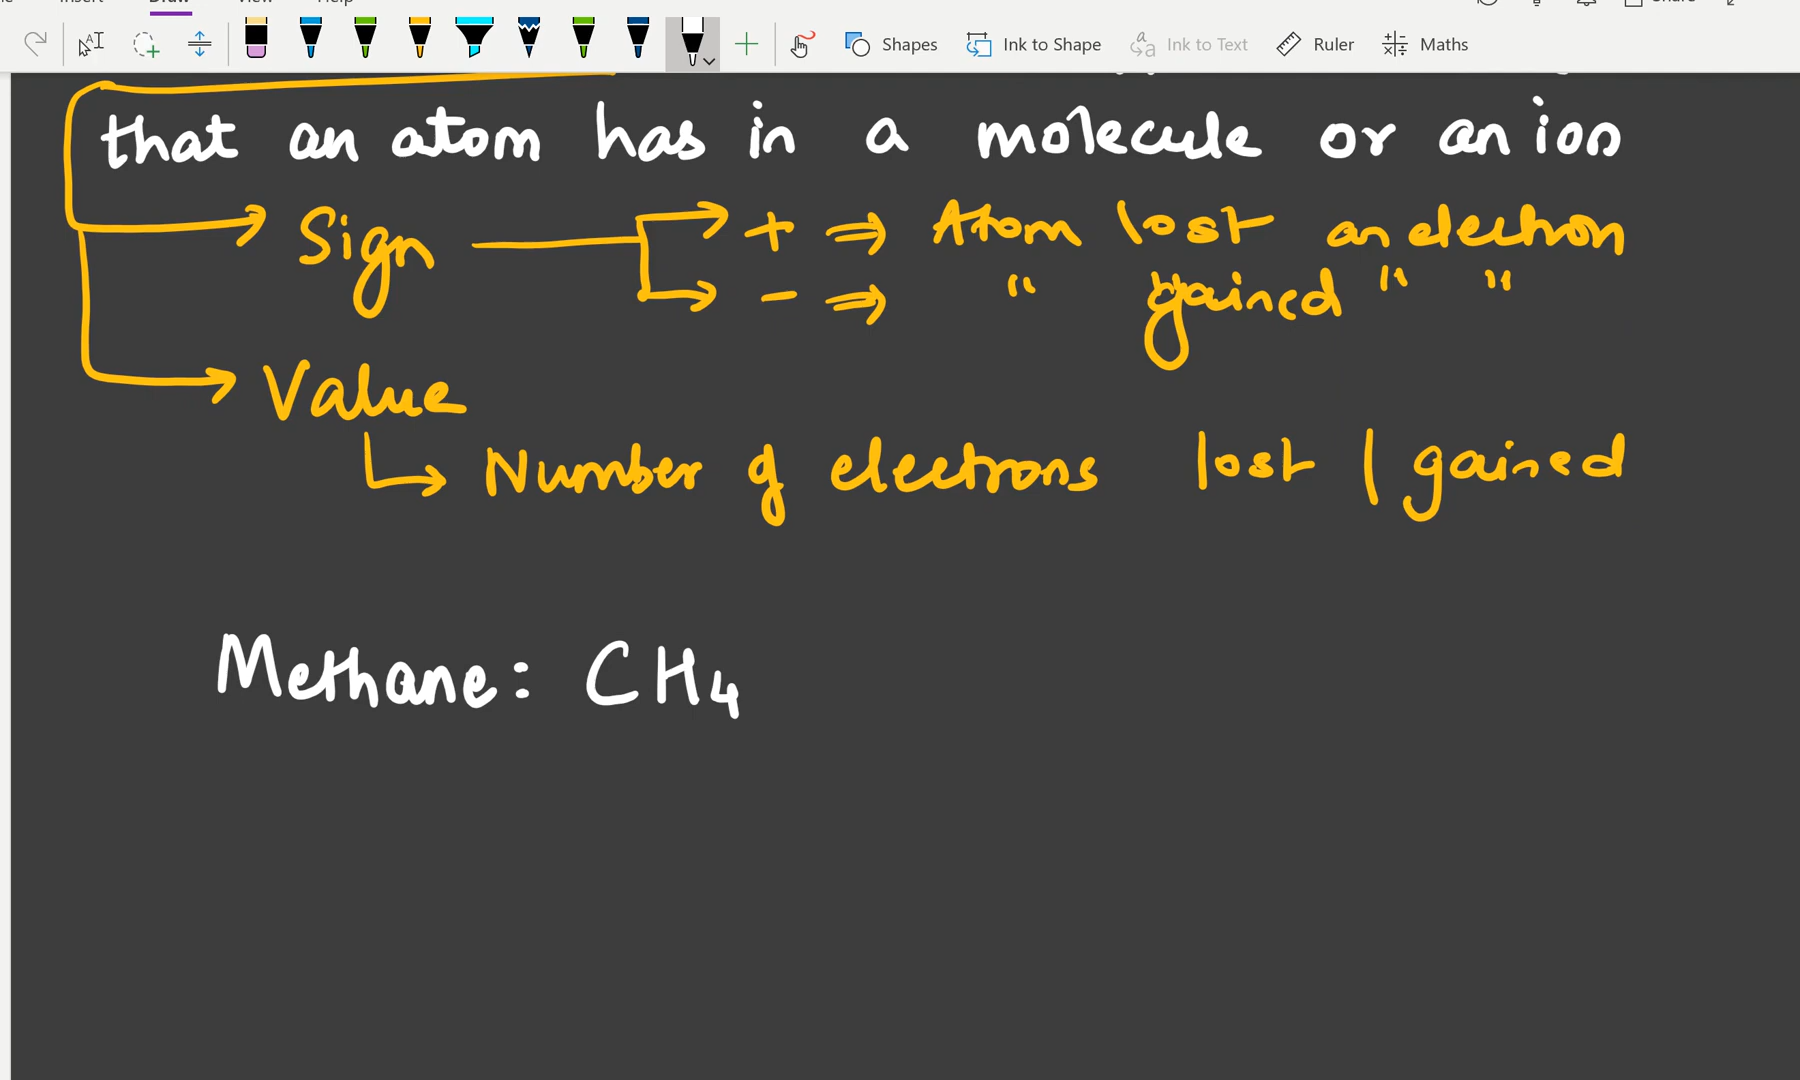 Draw
Shapes Ink to Shape Ink to Text Ruler Maths
that an atom has in a molecule or an ion
Sign + ⇒ Atom lost an electron
- ⇒ " gained " "
Value
Number of electrons lost / gained
Methane: CH4